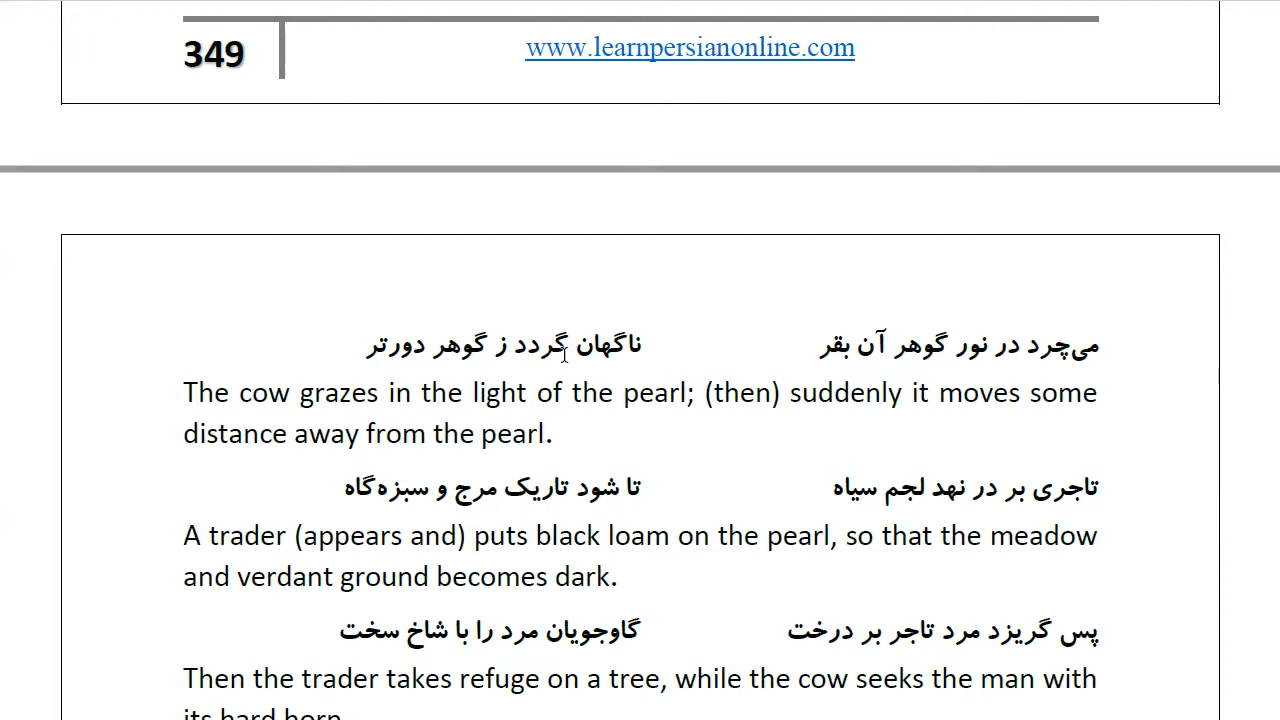 349
www.learnpersianonline.com
می‌چرد در نور گوهر آن بقر ناگهان گردد ز گوهر دورتر
The cow grazes in the light of the pearl; (then) suddenly it moves some
distance away from the pearl.
تاجری بر در نهد لجم سیاه تا شود تاریک مرج و سبزه‌گاه
A trader (appears and) puts black loam on the pearl, so that the meadow
and verdant ground becomes dark.
پس گریزد مرد تاجر بر درخت گاوجویان مرد را با شاخ سخت
Then the trader takes refuge on a tree, while the cow seeks the man with
its hard horn.